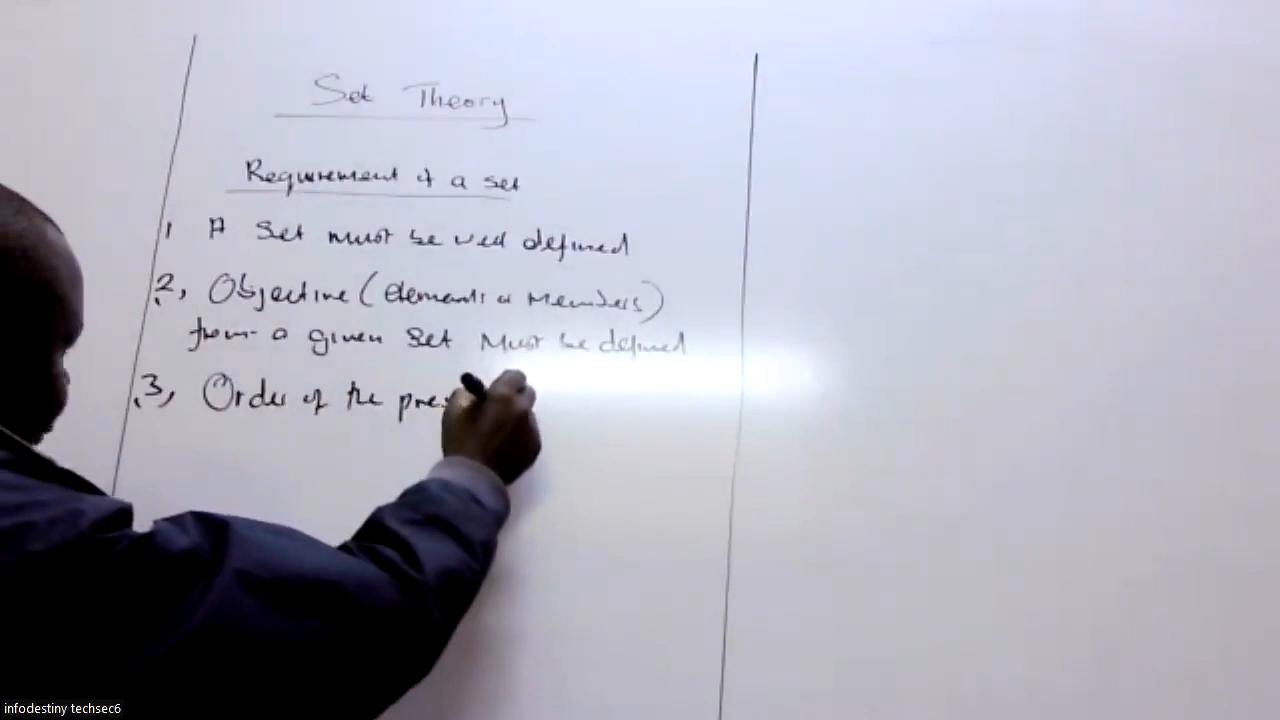 Set Theory
Requirement of a set
1 A set must be well defined
2, Objective (elements or members)
from a given set must be defined
3, Order of the pres
infodestiny techsec6